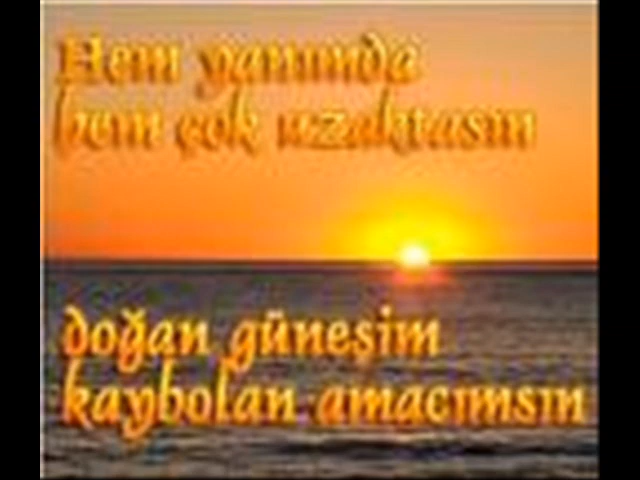 Hem yanımda
hem çok uzaktasın
doğan güneşim
kaybolan amacımsın